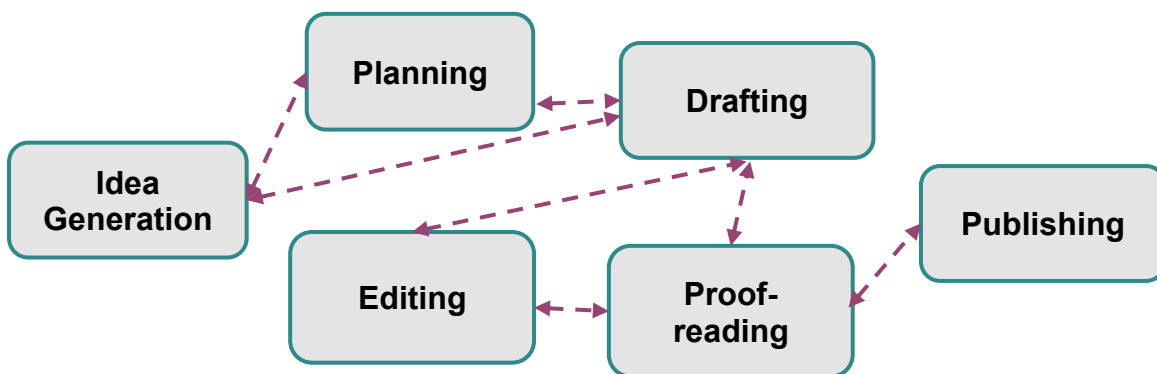 Planning
Drafting
Idea
Generation
Publishing
Editing
Proof-
reading